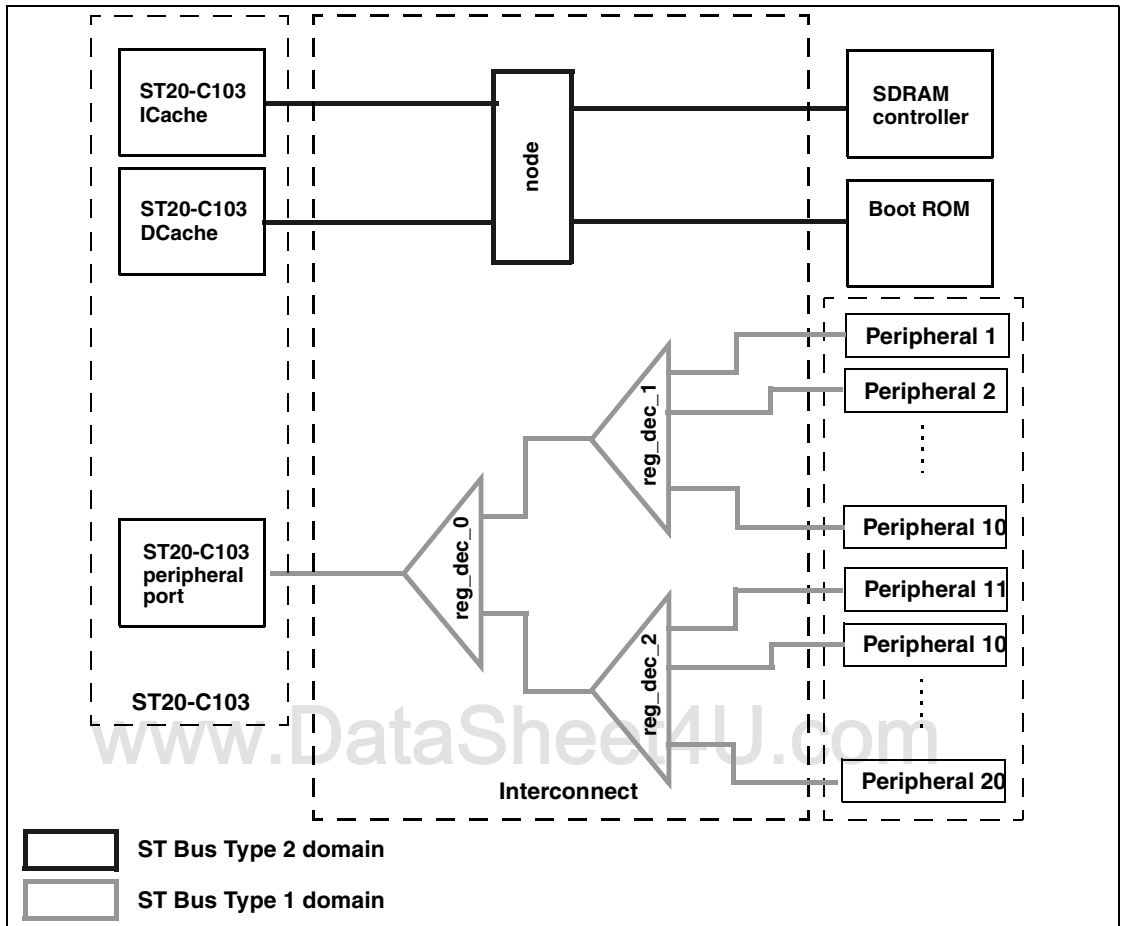 ST20-C103
ICache
node
SDRAM
controller
ST20-C103
DCache
Boot ROM
Peripheral 1
reg_dec_1
Peripheral 2
Peripheral 10
ST20-C103
peripheral
port
reg_dec_0
Peripheral 11
reg_dec_2
Peripheral 10
ST20-C103
www.DataSheet4U.com
Peripheral 20
Interconnect
ST Bus Type 2 domain
ST Bus Type 1 domain